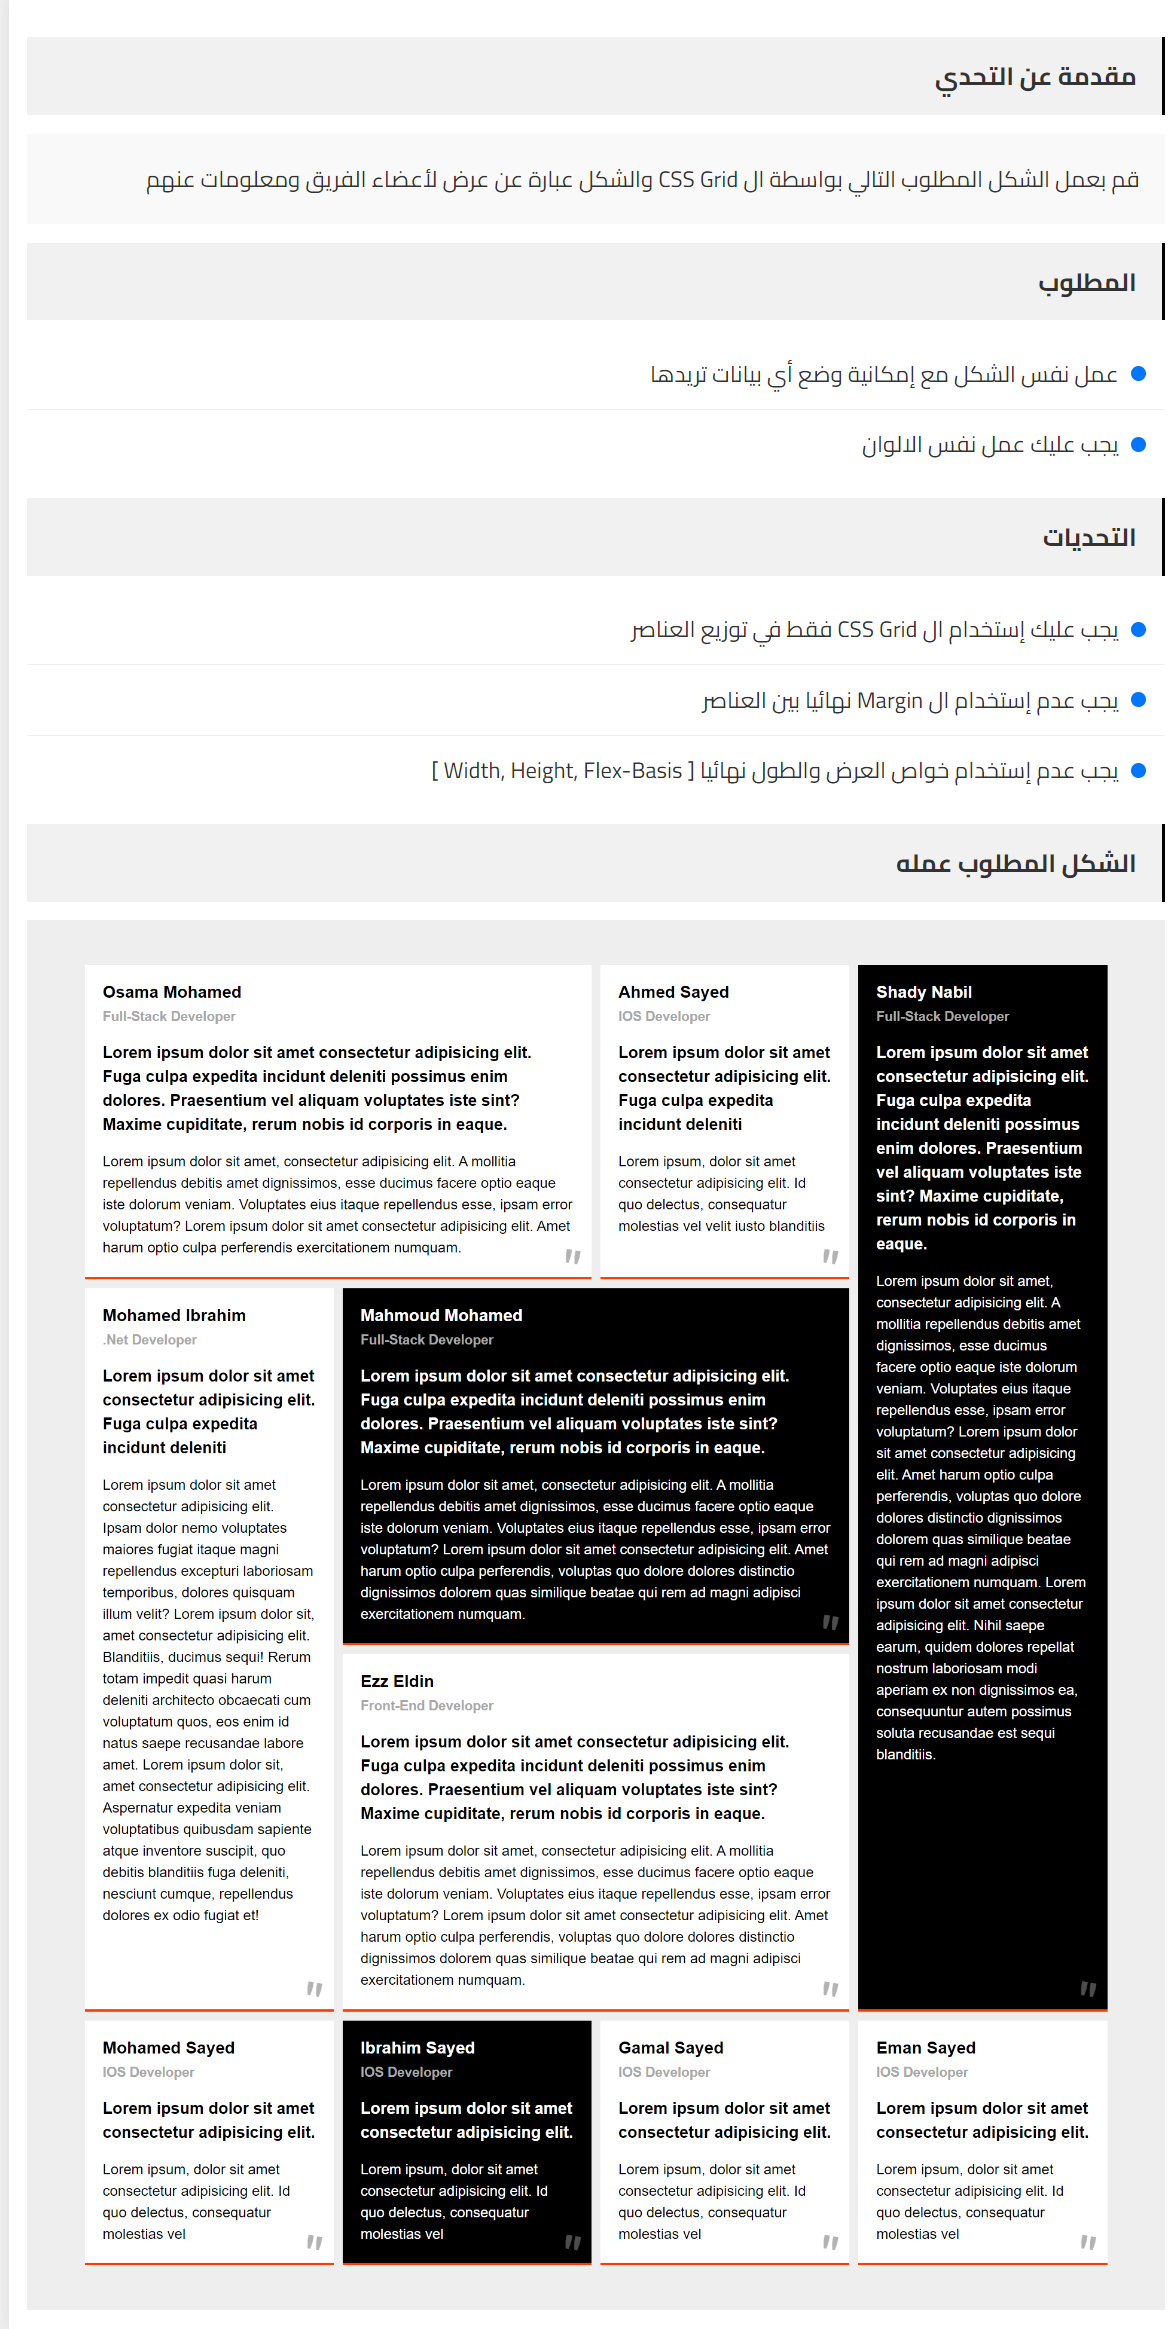 مقدمة عن التحدي
قم بعمل الشكل المطلوب التالي بواسطة ال CSS Grid والشكل عبارة عن عرض لأعضاء الفريق ومعلومات عنهم
المطلوب
عمل نفس الشكل مع إمكانية وضع أي بيانات تريدها
يجب عليك عمل نفس الالوان
التحديات
يجب عليك إستخدام ال CSS Grid فقط في توزيع العناصر
يجب عدم إستخدام ال Margin نهائيا بين العناصر
يجب عدم إستخدام خواص العرض والطول نهائيا [ Width, Height, Flex-Basis ]
الشكل المطلوب عمله
Osama Mohamed
Full-Stack Developer
Lorem ipsum dolor sit amet consectetur adipisicing elit.
Fuga culpa expedita incidunt deleniti possimus enim
dolores. Praesentium vel aliquam voluptates iste sint?
Maxime cupiditate, rerum nobis id corporis in eaque.
Lorem ipsum dolor sit amet, consectetur adipisicing elit. A mollitia
repellendus debitis amet dignissimos, esse ducimus facere optio eaque
iste dolorum veniam. Voluptates eius itaque repellendus esse, ipsam error
voluptatum? Lorem ipsum dolor sit amet consectetur adipisicing elit. Amet
harum optio culpa perferendis exercitationem numquam.
"
Ahmed Sayed
IOS Developer
Lorem ipsum dolor sit amet
consectetur adipisicing elit.
Fuga culpa expedita
incidunt deleniti
Lorem ipsum, dolor sit amet
consectetur adipisicing elit. Id
quo delectus, consequatur
molestias vel velit iusto blanditiis
"
Shady Nabil
Full-Stack Developer
Lorem ipsum dolor sit amet
consectetur adipisicing elit.
Fuga culpa expedita
incidunt deleniti possimus
enim dolores. Praesentium
vel aliquam voluptates iste
sint? Maxime cupiditate,
rerum nobis id corporis in
eaque.
Lorem ipsum dolor sit amet,
consectetur adipisicing elit. A
mollitia repellendus debitis amet
dignissimos, esse ducimus
facere optio eaque iste dolorum
veniam. Voluptates eius itaque
repellendus esse, ipsam error
voluptatum? Lorem ipsum dolor
sit amet consectetur adipisicing
elit. Amet harum optio culpa
perferendis, voluptas quo dolore
dolores distinctio dignissimos
dolorem quas similique beatae
qui rem ad magni adipisci
exercitationem numquam. Lorem
ipsum dolor sit amet consectetur
adipisicing elit. Nihil saepe
earum, quidem dolores repellat
nostrum laboriosam modi
aperiam ex non dignissimos ea,
consequuntur autem possimus
soluta recusandae est sequi
blanditiis.
"
Mohamed Ibrahim
.Net Developer
Lorem ipsum dolor sit amet
consectetur adipisicing elit.
Fuga culpa expedita
incidunt deleniti
Lorem ipsum dolor sit amet
consectetur adipisicing elit.
Ipsam dolor nemo voluptates
maiores fugiat itaque magni
repellendus excepturi laboriosam
temporibus, dolores quisquam
illum velit? Lorem ipsum dolor sit,
amet consectetur adipisicing elit.
Blanditiis, ducimus sequi! Rerum
totam impedit quasi harum
deleniti architecto obcaecati cum
voluptatum quos, eos enim id
natus saepe recusandae labore
amet. Lorem ipsum dolor sit,
amet consectetur adipisicing elit.
Aspernatur expedita veniam
voluptatibus quibusdam sapiente
atque inventore suscipit, quo
debitis blanditiis fuga deleniti,
nesciunt cumque, repellendus
dolores ex odio fugiat et!
"
Mahmoud Mohamed
Full-Stack Developer
Lorem ipsum dolor sit amet consectetur adipisicing elit.
Fuga culpa expedita incidunt deleniti possimus enim
dolores. Praesentium vel aliquam voluptates iste sint?
Maxime cupiditate, rerum nobis id corporis in eaque.
Lorem ipsum dolor sit amet, consectetur adipisicing elit. A mollitia
repellendus debitis amet dignissimos, esse ducimus facere optio eaque
iste dolorum veniam. Voluptates eius itaque repellendus esse, ipsam error
voluptatum? Lorem ipsum dolor sit amet consectetur adipisicing elit. Amet
harum optio culpa perferendis, voluptas quo dolore dolores distinctio
dignissimos dolorem quas similique beatae qui rem ad magni adipisci
exercitationem numquam.
"
Ezz Eldin
Front-End Developer
Lorem ipsum dolor sit amet consectetur adipisicing elit.
Fuga culpa expedita incidunt deleniti possimus enim
dolores. Praesentium vel aliquam voluptates iste sint?
Maxime cupiditate, rerum nobis id corporis in eaque.
Lorem ipsum dolor sit amet, consectetur adipisicing elit. A mollitia
repellendus debitis amet dignissimos, esse ducimus facere optio eaque
iste dolorum veniam. Voluptates eius itaque repellendus esse, ipsam error
voluptatum? Lorem ipsum dolor sit amet consectetur adipisicing elit. Amet
harum optio culpa perferendis, voluptas quo dolore dolores distinctio
dignissimos dolorem quas similique beatae qui rem ad magni adipisci
exercitationem numquam.
"
Mohamed Sayed
IOS Developer
Lorem ipsum dolor sit amet
consectetur adipisicing elit.
Lorem ipsum, dolor sit amet
consectetur adipisicing elit. Id
quo delectus, consequatur
molestias vel
"
Ibrahim Sayed
IOS Developer
Lorem ipsum dolor sit amet
consectetur adipisicing elit.
Lorem ipsum, dolor sit amet
consectetur adipisicing elit. Id
quo delectus, consequatur
molestias vel
"
Gamal Sayed
IOS Developer
Lorem ipsum dolor sit amet
consectetur adipisicing elit.
Lorem ipsum, dolor sit amet
consectetur adipisicing elit. Id
quo delectus, consequatur
molestias vel
"
Eman Sayed
IOS Developer
Lorem ipsum dolor sit amet
consectetur adipisicing elit.
Lorem ipsum, dolor sit amet
consectetur adipisicing elit. Id
quo delectus, consequatur
molestias vel
"